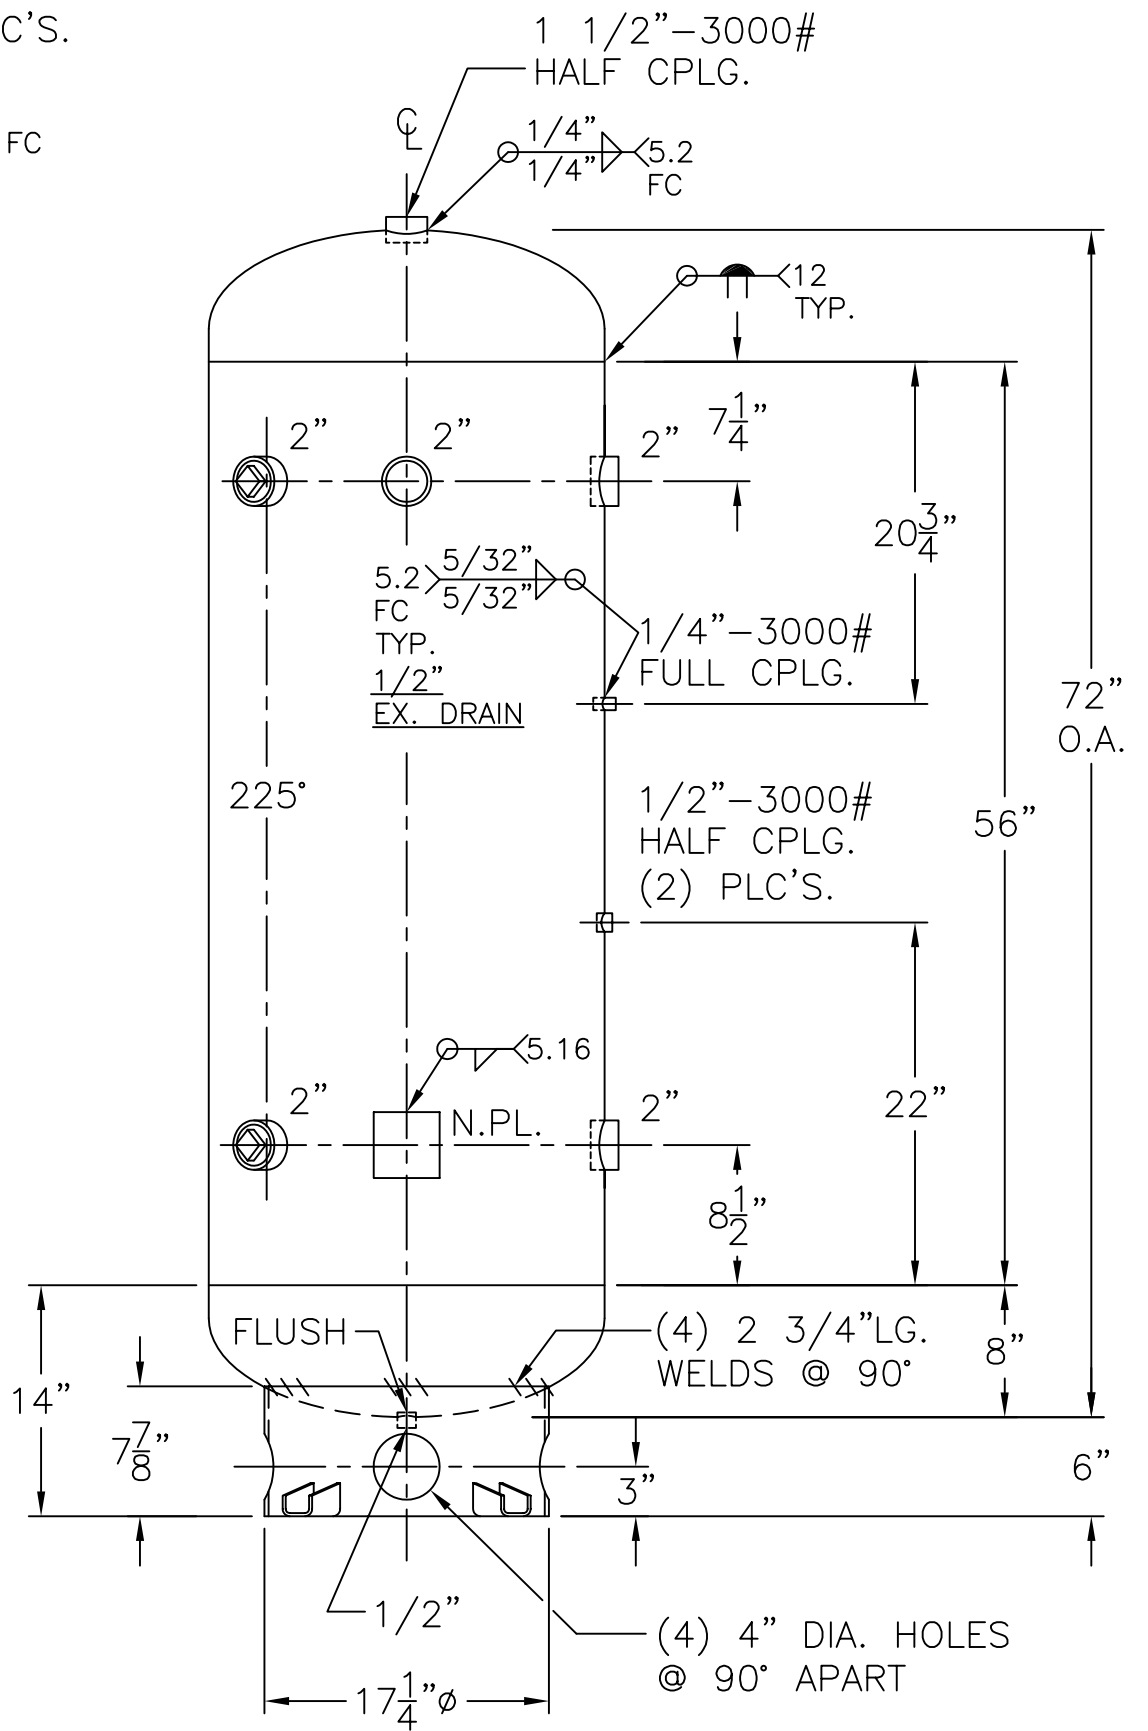 C'S.
FC
1 1/2"-3000#
HALF CPLG.
℄
1/4"
1/4"
5.2
FC
12
TYP.
2"
2"
2"
7 1/4"
20 3/4"
5.2
5/32"
5/32"
FC
TYP.
1/2"
EX. DRAIN
1/4"-3000#
FULL CPLG.
72"
O.A.
225°
1/2"-3000#
HALF CPLG.
(2) PLC'S.
56"
5.16
2"
N.PL.
2"
22"
8 1/2"
FLUSH
(4) 2 3/4"LG.
WELDS @ 90°
8"
14"
7 7/8"
3"
6"
1/2"
(4) 4" DIA. HOLES
@ 90° APART
17 1/4"ø